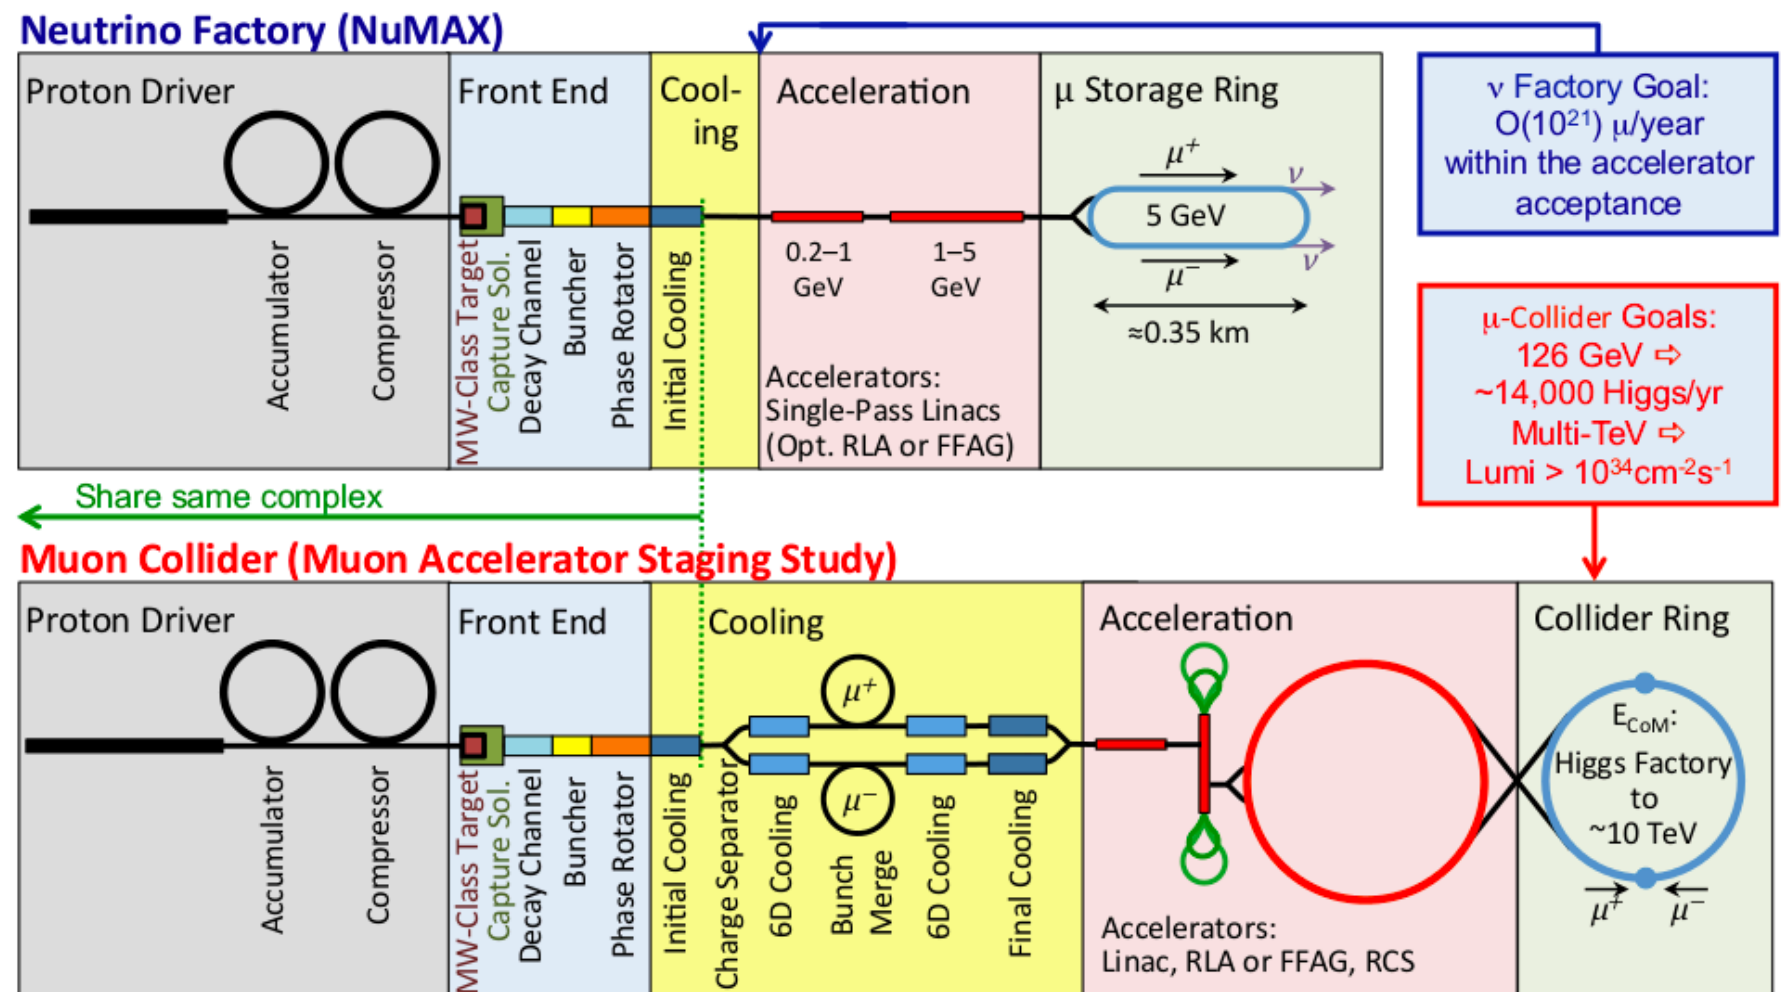 Neutrino Factory (NuMAX)
Proton Driver
Front End
Cool-
ing
Acceleration
μ Storage Ring
Accumulator
Compressor
MW-Class Target
Capture Sol.
Decay Channel
Buncher
Phase Rotator
Initial Cooling
0.2–1
GeV
1–5
GeV
Accelerators:
Single-Pass Linacs
(Opt. RLA or FFAG)
μ⁺
ν
5 GeV
μ⁻
ν
≈0.35 km
ν Factory Goal:
O(10²¹) μ/year
within the accelerator
acceptance
μ-Collider Goals:
126 GeV ⇨
~14,000 Higgs/yr
Multi-TeV ⇨
Lumi > 10³⁴cm⁻²s⁻¹
Share same complex
Muon Collider (Muon Accelerator Staging Study)
Proton Driver
Front End
Cooling
Acceleration
Collider Ring
Accumulator
Compressor
MW-Class Target
Capture Sol.
Decay Channel
Buncher
Phase Rotator
Initial Cooling
Charge Separator
6D Cooling
μ⁺
μ⁻
Bunch
Merge
6D Cooling
Final Cooling
Accelerators:
Linac, RLA or FFAG, RCS
E_CoM:
Higgs Factory
to
~10 TeV
μ⁺
μ⁻